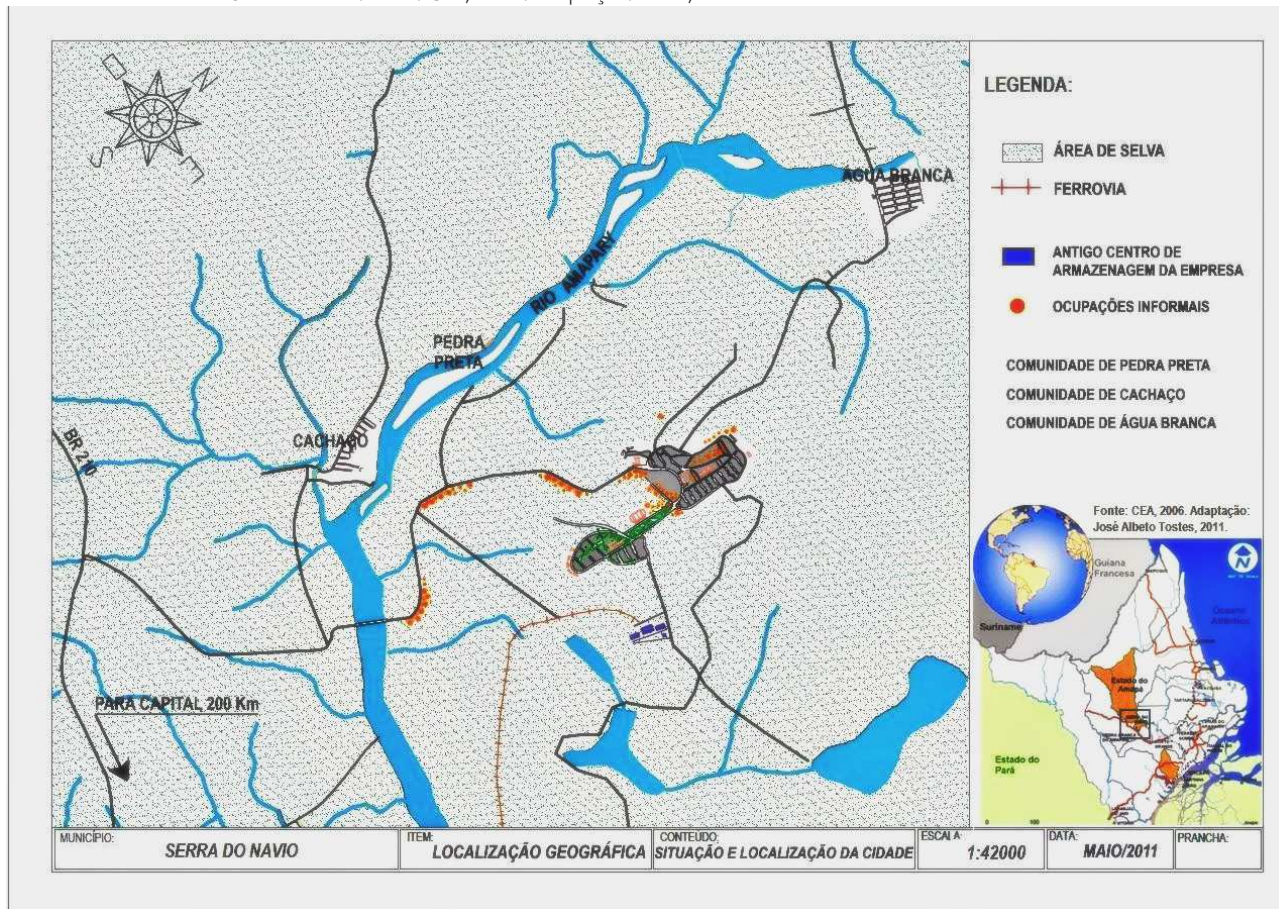 O
N
S
E
ÁGUA BRANCA
RIO AMAPARY
PEDRA
PRETA
CACHAÇO
BR 210
PARA CAPITAL 200 Km
LEGENDA:
ÁREA DE SELVA
FERROVIA
ANTIGO CENTRO DE
ARMAZENAGEM DA EMPRESA
OCUPAÇÕES INFORMAIS
COMUNIDADE DE PEDRA PRETA
COMUNIDADE DE CACHAÇO
COMUNIDADE DE ÁGUA BRANCA
Fonte: CEA, 2006. Adaptação:
José Albeto Tostes, 2011.
Guiana
Francesa
N
Suriname
Oceano
Atlântico
Estado do
Amapá
Estado do
Pará
0 100
MUNICÍPIO:
SERRA DO NAVIO
ITEM:
LOCALIZAÇÃO GEOGRÁFICA
CONTEÚDO:
SITUAÇÃO E LOCALIZAÇÃO DA CIDADE
ESCALA:
1:42000
DATA:
MAIO/2011
PRANCHA: